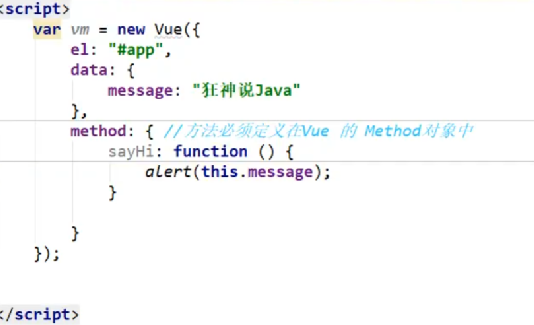 <script>
var vm = new Vue({
el: "#app",
data: {
message: "狂神说Java"
},
method: { //方法必须定义在Vue 的 Method对象中
sayHi: function () {
alert(this.message);
}
}
});
</script>